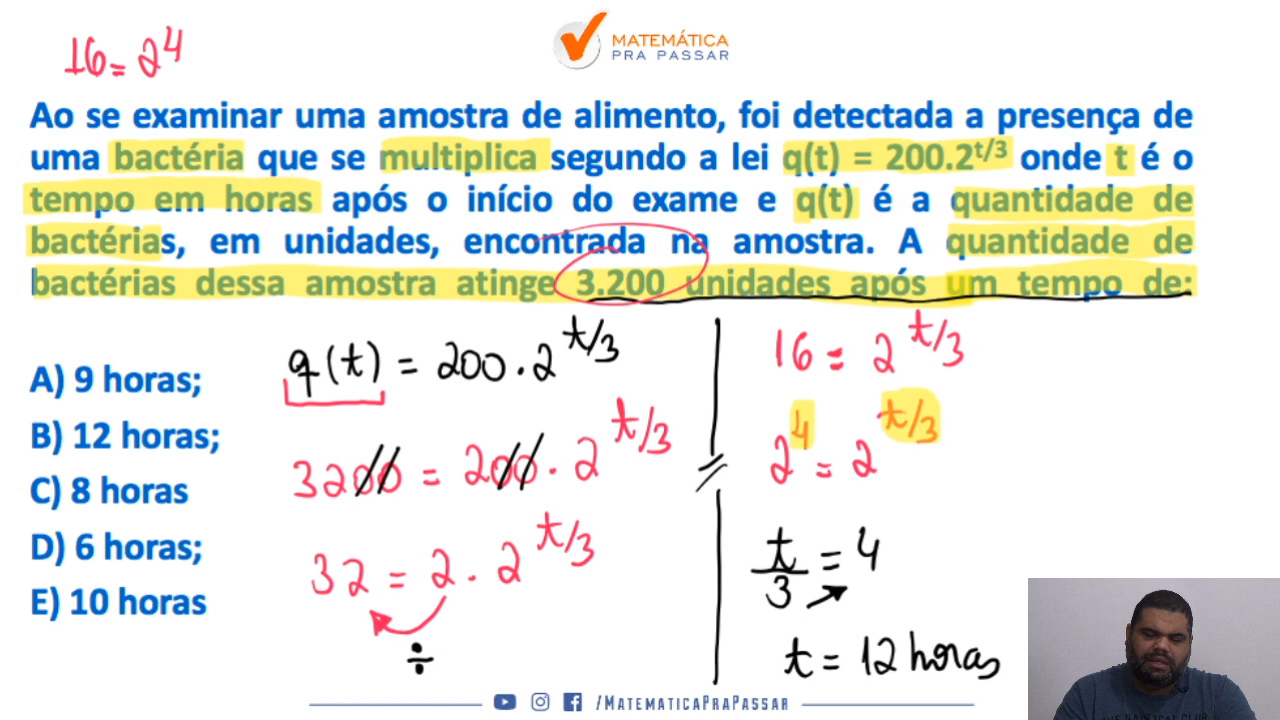 16 = 2^4
MATEMÁTICA
PRA PASSAR
Ao se examinar uma amostra de alimento, foi detectada a presença de
uma bactéria que se multiplica segundo a lei q(t) = 200.2^t/3 onde t é o
tempo em horas após o início do exame e q(t) é a quantidade de
bactérias, em unidades, encontrada na amostra. A quantidade de
bactérias dessa amostra atinge 3.200 unidades após um tempo de:
A) 9 horas;
B) 12 horas;
C) 8 horas
D) 6 horas;
E) 10 horas
q(t) = 200 . 2^t/3
3200 = 200 . 2^t/3
32 = 2 . 2^t/3
÷
16 = 2^t/3
2^4 = 2^t/3
t/3 = 4
t = 12 horas
/MATEMATICAPRAPASSAR